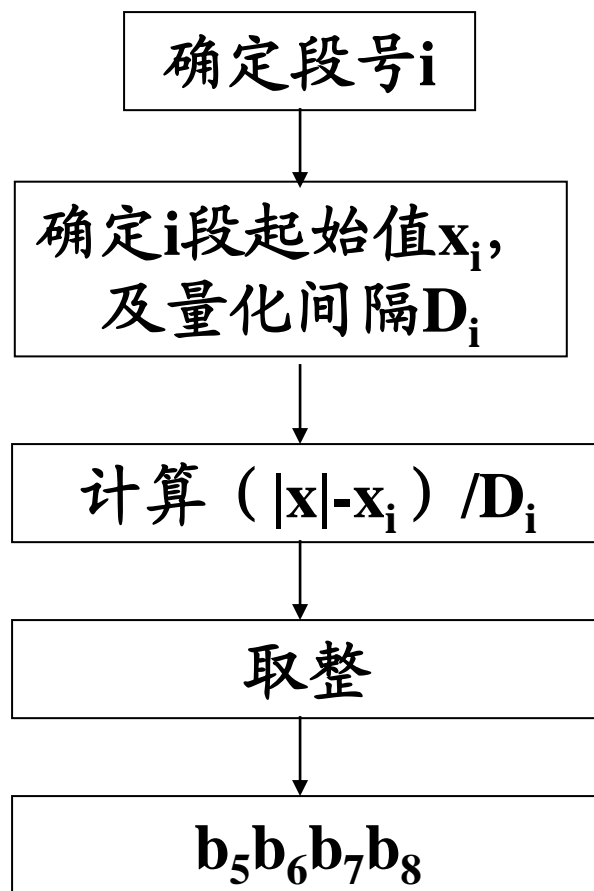 确定段号i
确定i段起始值xᵢ,
及量化间隔Dᵢ
计算（|x|-xᵢ）/Dᵢ
取整
b₅b₆b₇b₈